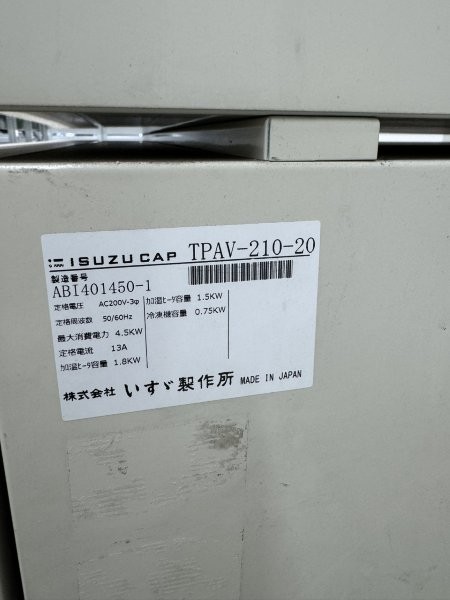 ISUZU CAP TPAV-210-20
製造番号
ABI401450-1
定格電圧 AC200V-3φ
定格周波数 50/60Hz
最大消費電力 4.5KW
定格電流 13A
加熱ﾋｰﾀ容量 1.8KW
加湿ﾋｰﾀ容量 1.5KW
冷凍機容量 0.75KW
株式会社 いすゞ製作所 MADE IN JAPAN